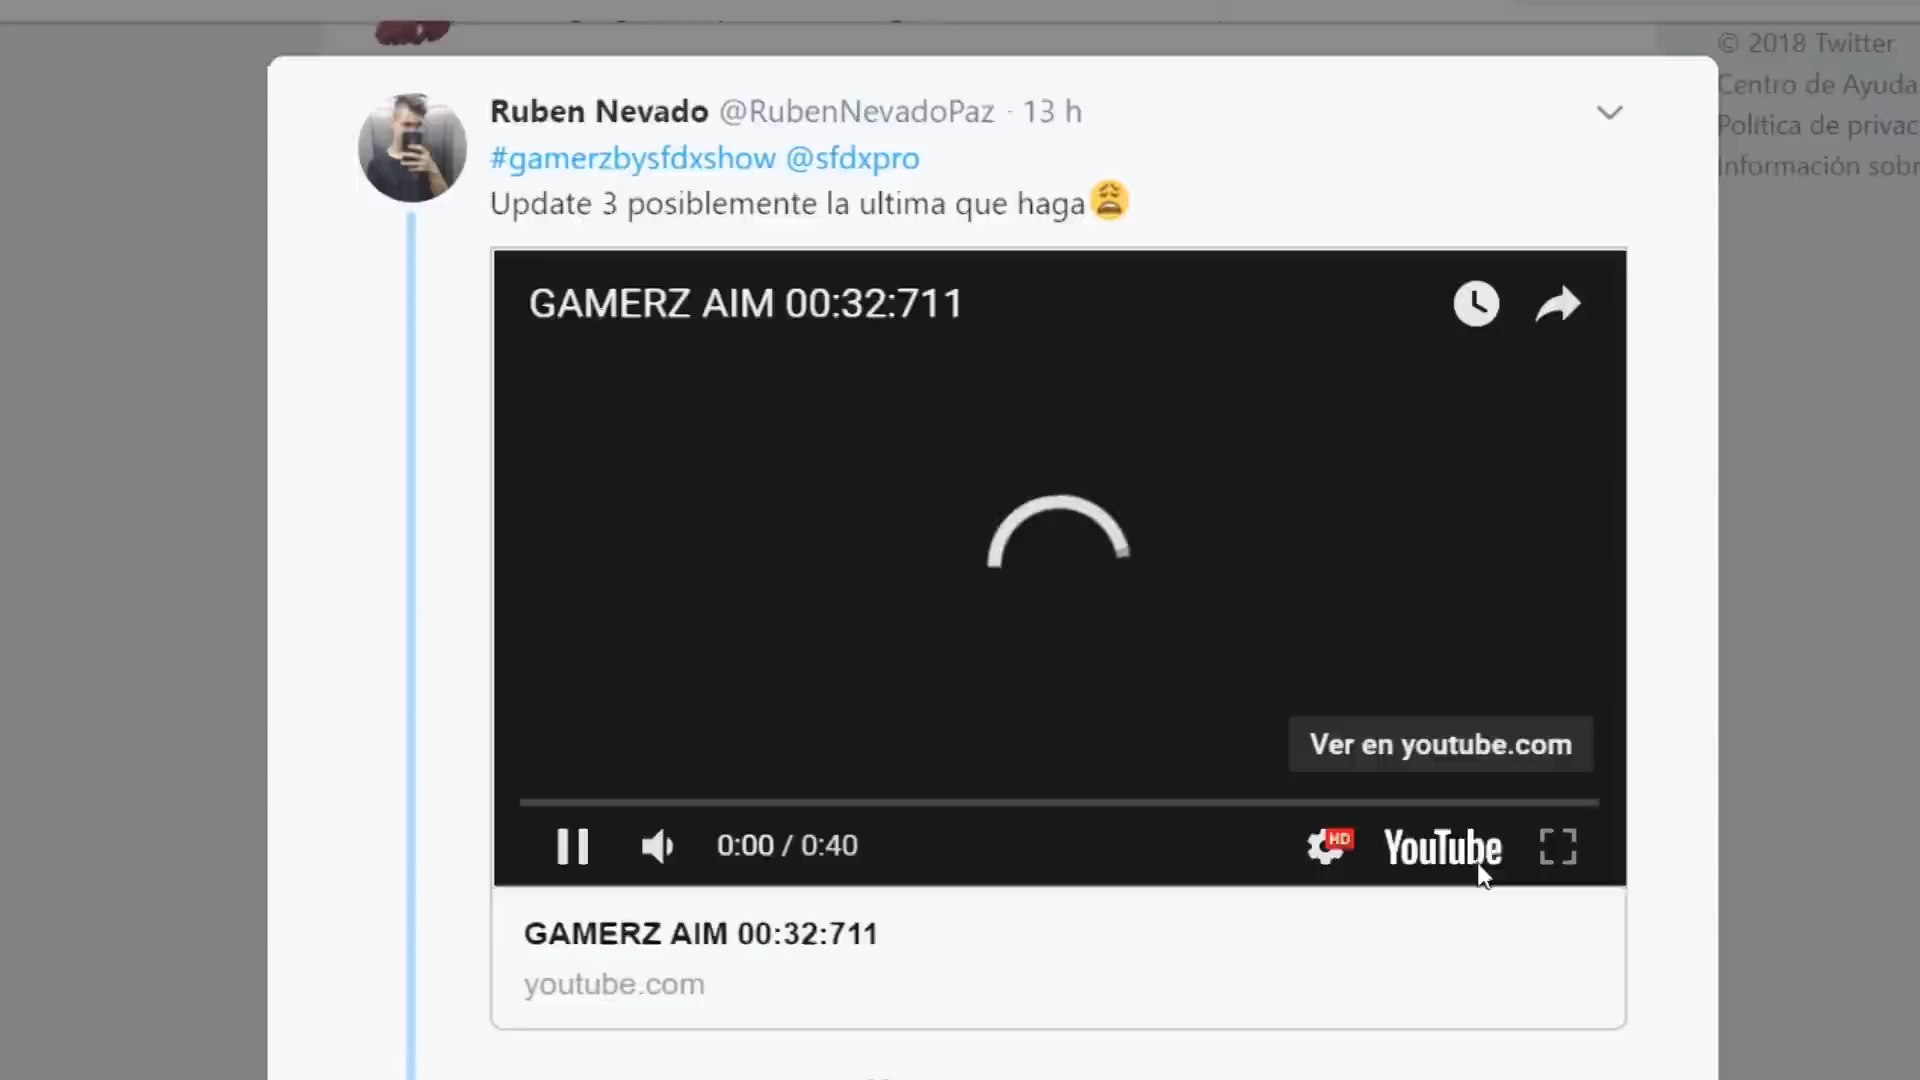 © 2018 Twitter
Centro de Ayuda
Política de privac
Información sobr
Ruben Nevado @RubenNevadoPaz · 13 h
#gamerzbysfdxshow @sfdxpro
Update 3 posiblemente la ultima que haga😩
GAMERZ AIM 00:32:711
Ver en youtube.com
0:00 / 0:40
HD
YouTube
GAMERZ AIM 00:32:711
youtube.com